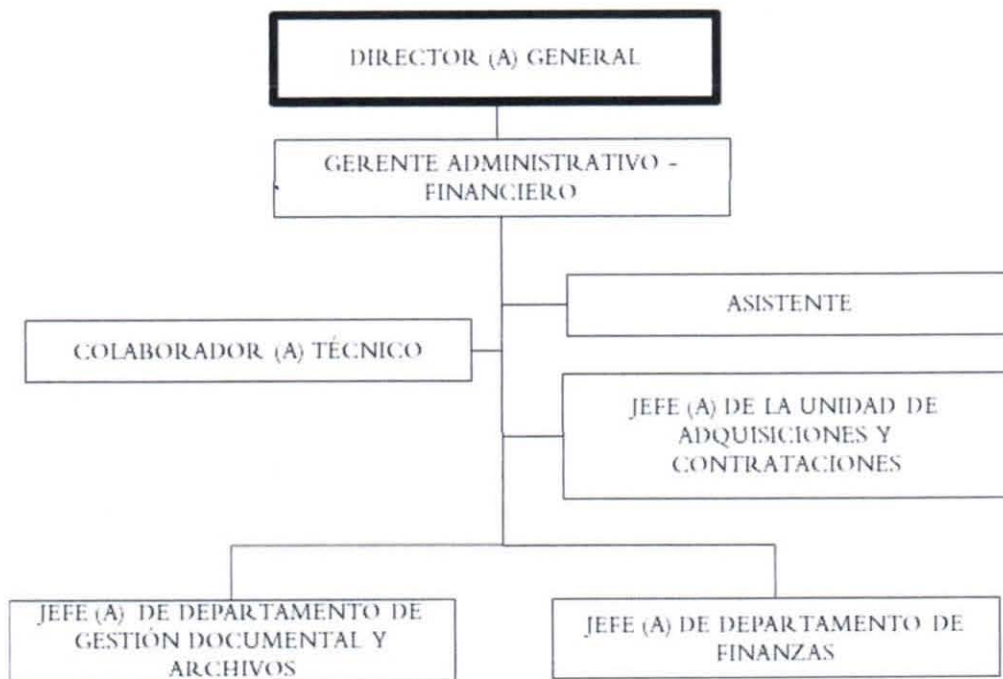 DIRECTOR (A) GENERAL
GERENTE ADMINISTRATIVO -
FINANCIERO
ASISTENTE
COLABORADOR (A) TÉCNICO
JEFE (A) DE LA UNIDAD DE
ADQUISICIONES Y
CONTRATACIONES
JEFE (A) DE DEPARTAMENTO DE
GESTIÓN DOCUMENTAL Y
ARCHIVOS
JEFE (A) DE DEPARTAMENTO DE
FINANZAS